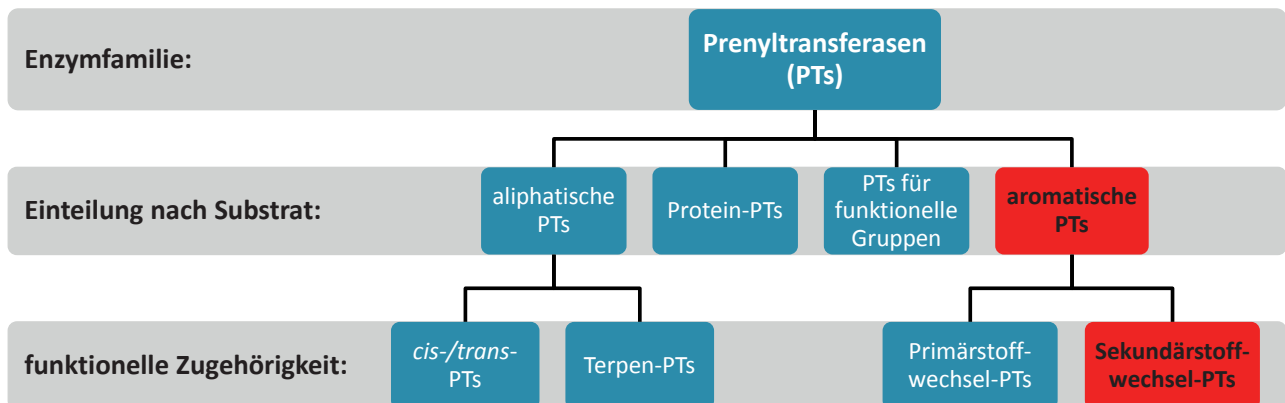 Enzymfamilie:
Prenyltransferasen
(PTs)
Einteilung nach Substrat:
aliphatische
PTs
Protein-PTs
PTs für
funktionelle
Gruppen
aromatische
PTs
funktionelle Zugehörigkeit:
cis-/trans-
PTs
Terpen-PTs
Primärstoff-
wechsel-PTs
Sekundärstoff-
wechsel-PTs